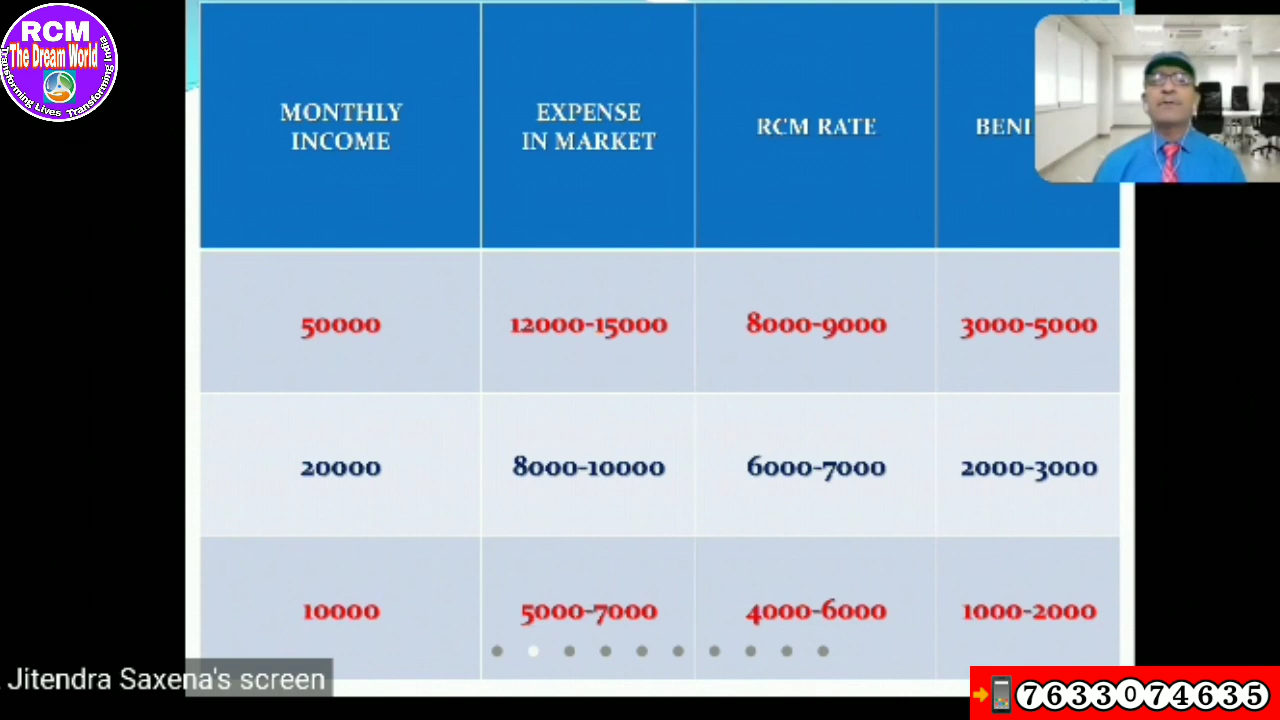 RCM
The Dream World
Transforming Lives Transforming India
MONTHLY
INCOME
EXPENSE
IN MARKET
RCM RATE
BENI
50000
12000-15000
8000-9000
3000-5000
20000
8000-10000
6000-7000
2000-3000
10000
5000-7000
4000-6000
1000-2000
Jitendra Saxena's screen
7633074635